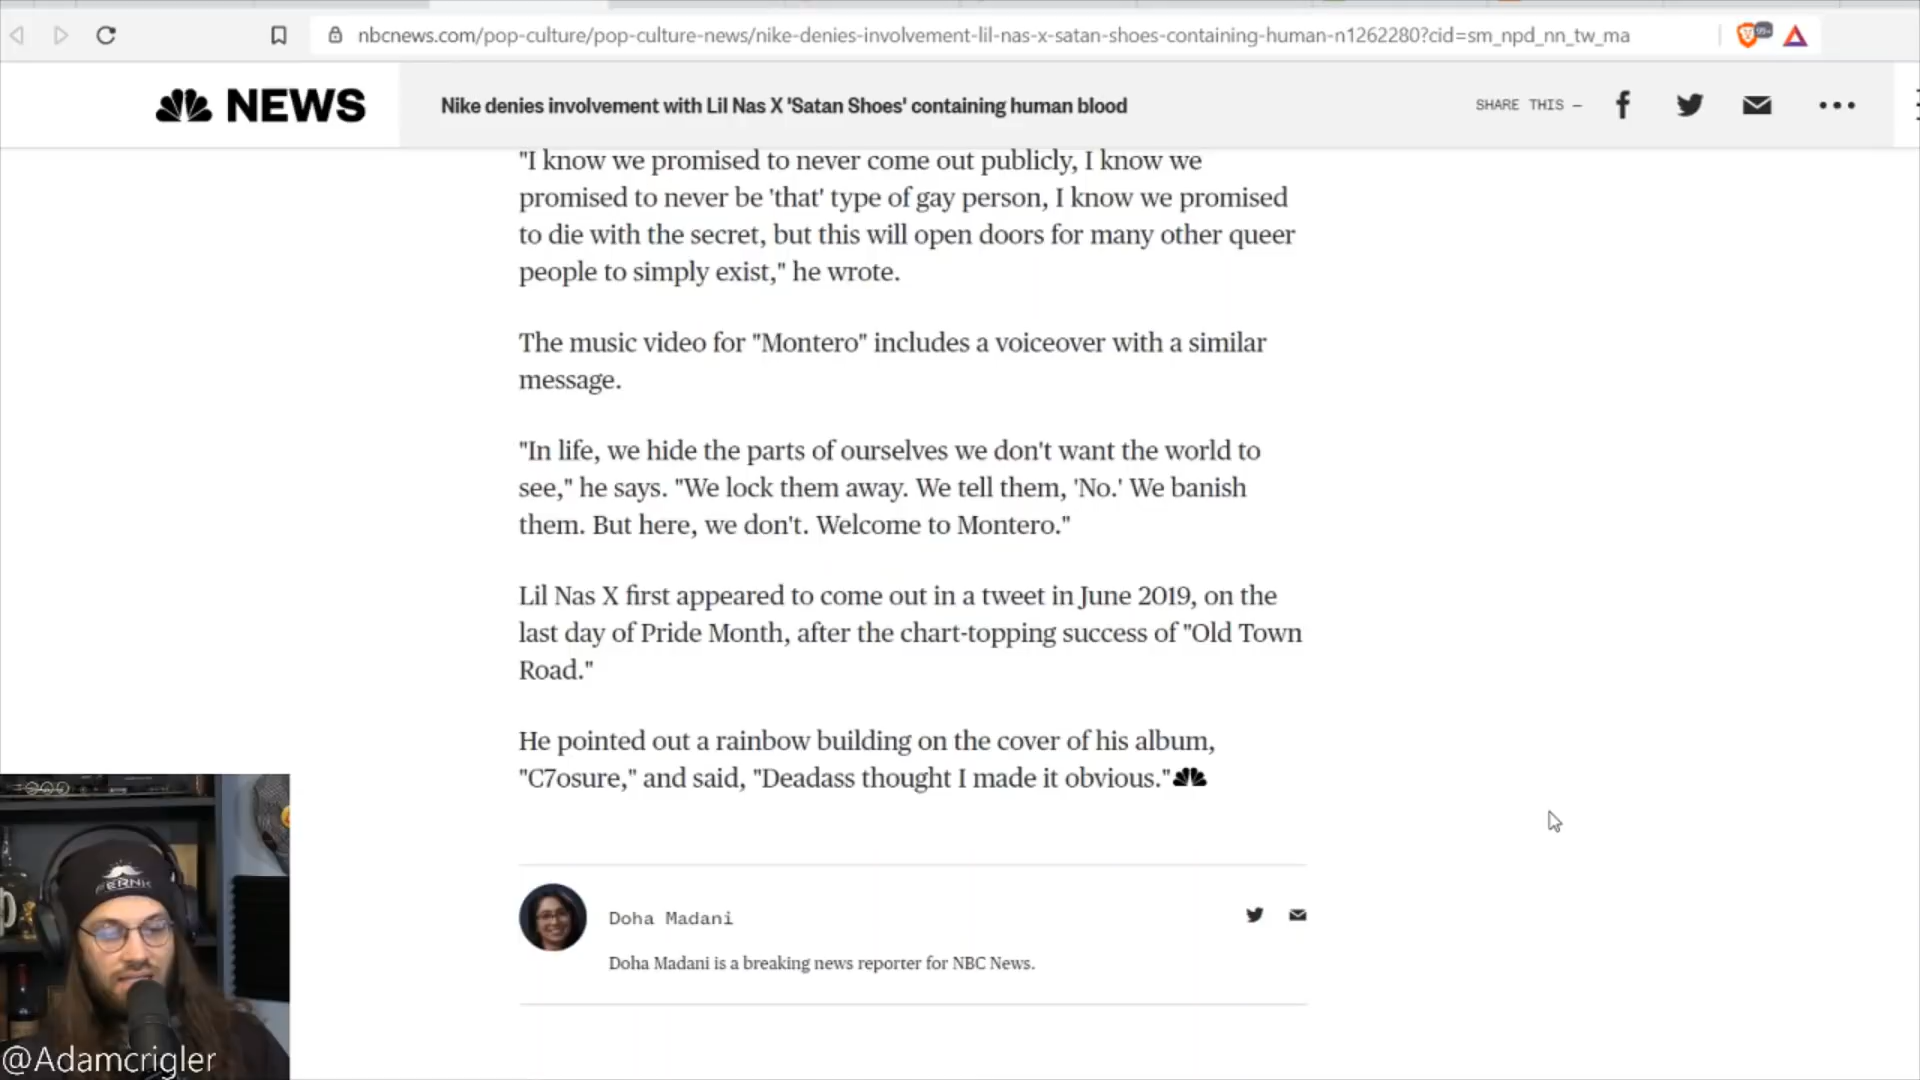 nbcnews.com/pop-culture/pop-culture-news/nike-denies-involvement-lil-nas-x-satan-shoes-containing-human-n1262280?cid=sm_npd_nn_tw_ma
99+
NEWS
Nike denies involvement with Lil Nas X 'Satan Shoes' containing human blood
SHARE THIS —
"I know we promised to never come out publicly, I know we
promised to never be 'that' type of gay person, I know we promised
to die with the secret, but this will open doors for many other queer
people to simply exist," he wrote.
The music video for "Montero" includes a voiceover with a similar
message.
"In life, we hide the parts of ourselves we don't want the world to
see," he says. "We lock them away. We tell them, 'No.' We banish
them. But here, we don't. Welcome to Montero."
Lil Nas X first appeared to come out in a tweet in June 2019, on the
last day of Pride Month, after the chart-topping success of "Old Town
Road."
He pointed out a rainbow building on the cover of his album,
"C7osure," and said, "Deadass thought I made it obvious."
Doha Madani
Doha Madani is a breaking news reporter for NBC News.
@Adamcrigler